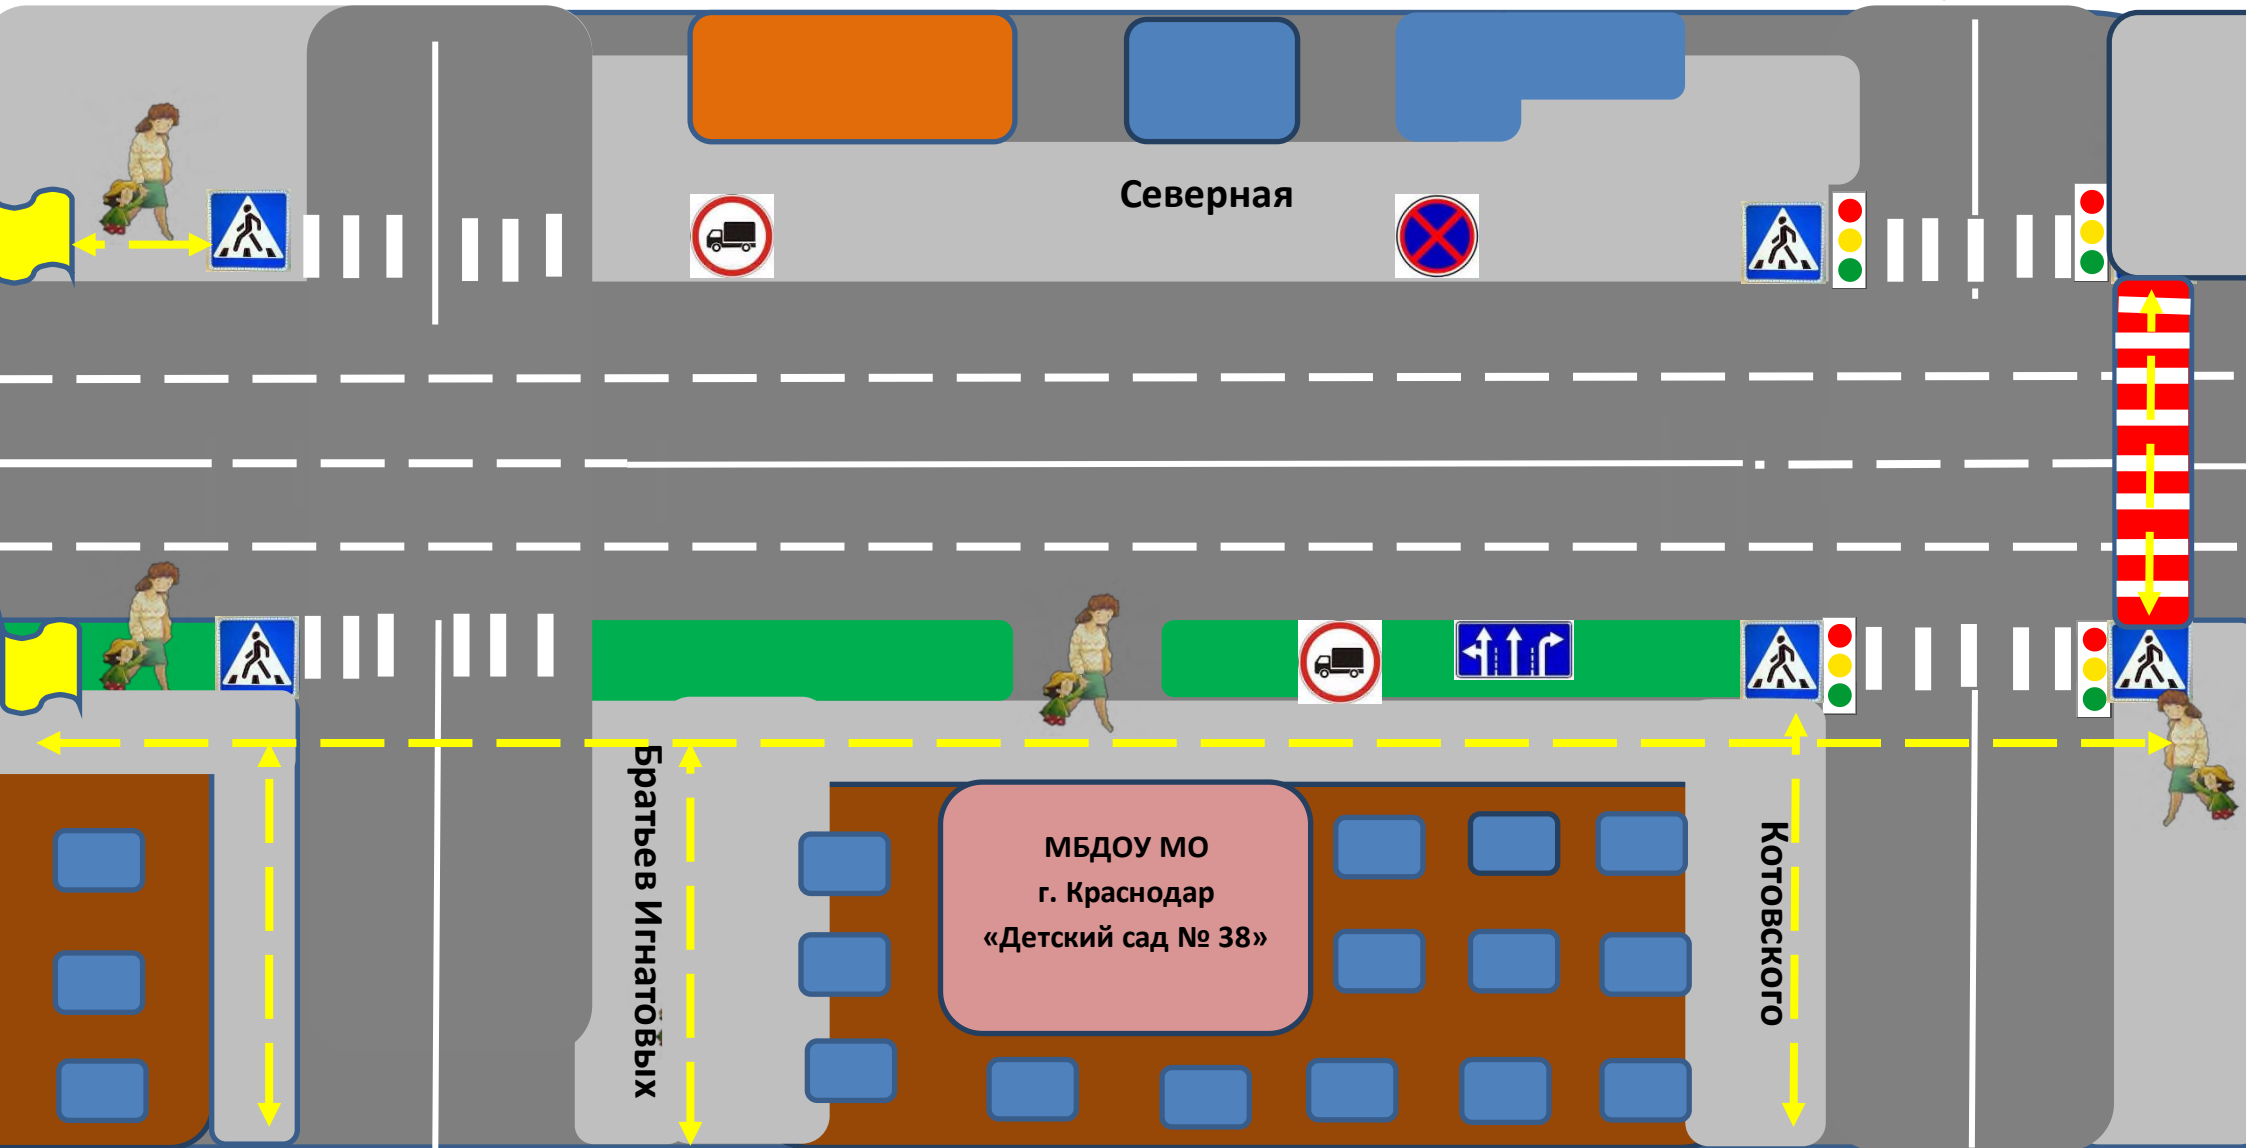 Северная
Братьев Игнатовых
МБДОУ МО
г. Краснодар
«Детский сад № 38»
Котовского